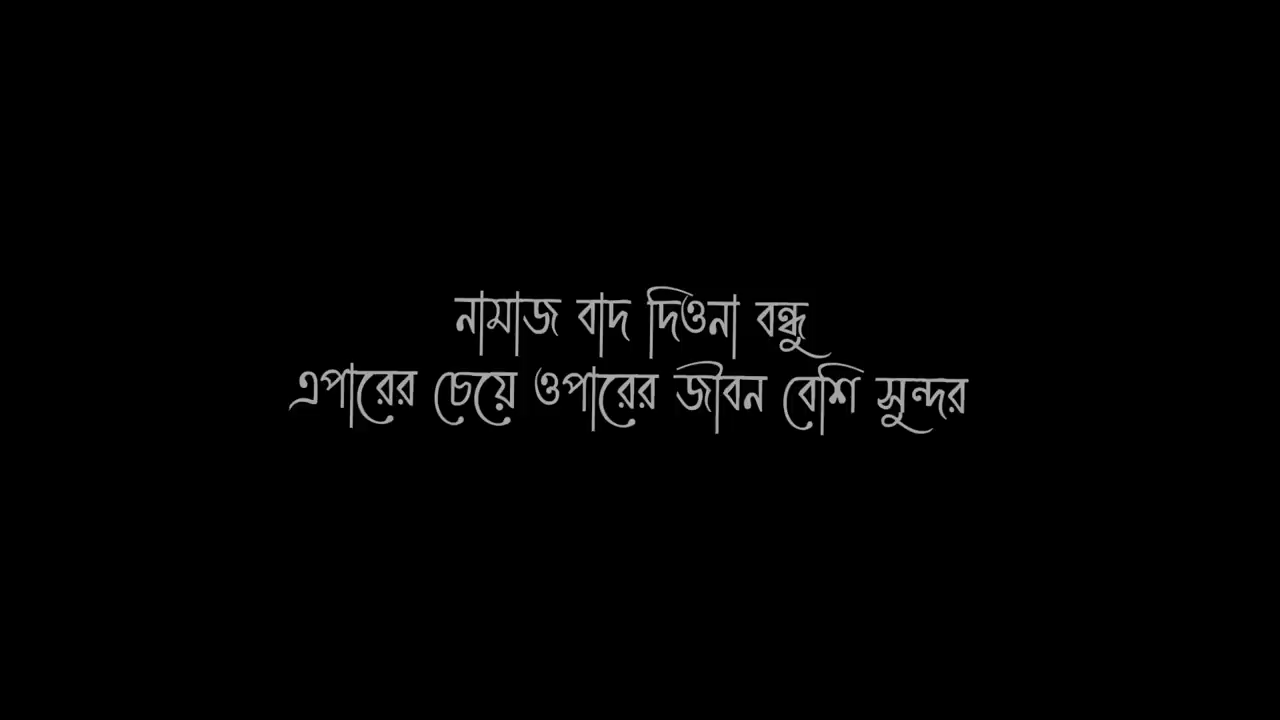 নামাজ বাদ দিওনা বন্ধু
এপারের চেয়ে ওপারের জীবন বেশি সুন্দর